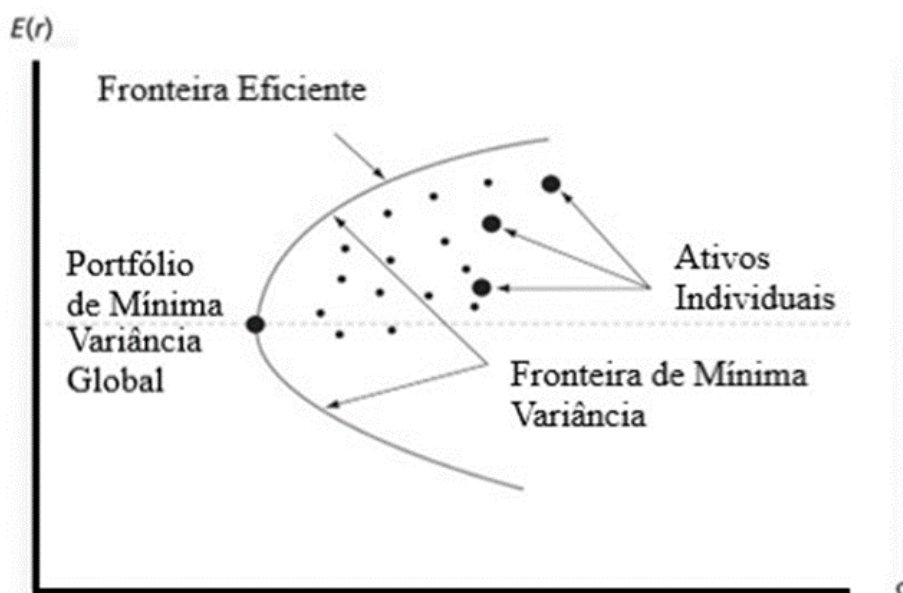 E(r)
Fronteira Eficiente
Portfólio
de Mínima
Variância
Global
Ativos
Individuais
Fronteira de Mínima
Variância